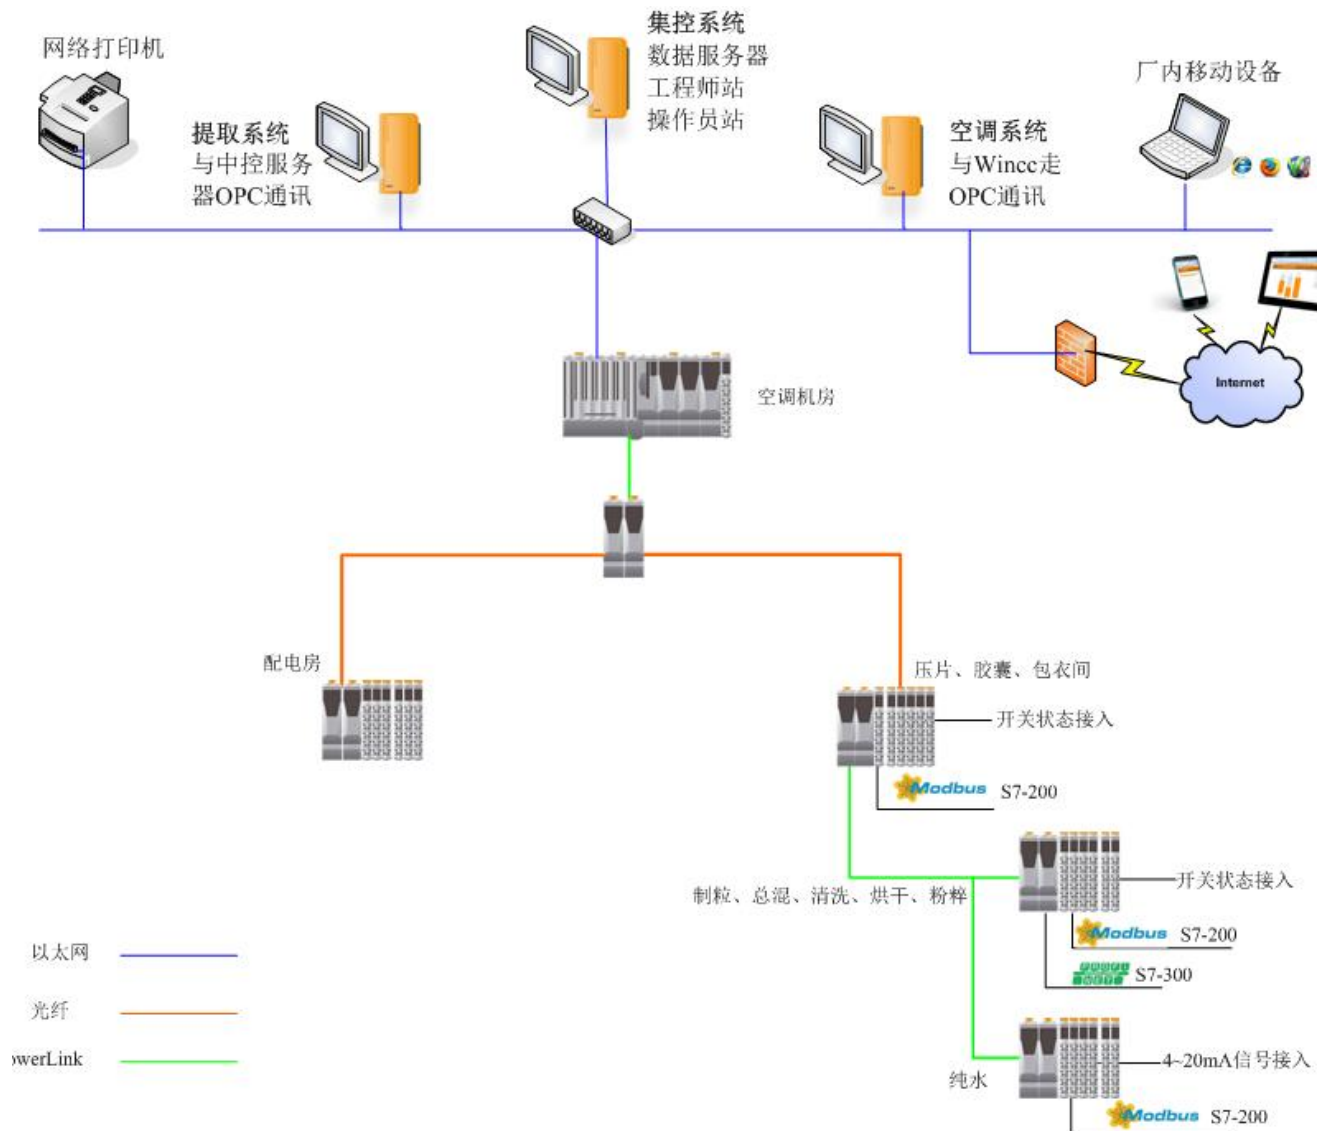 网络打印机
集控系统
数据服务器
工程师站
操作员站
厂内移动设备
提取系统
与中控服务
器OPC通讯
空调系统
与Wincc走
OPC通讯
Internet
空调机房
配电房
压片、胶囊、包衣间
开关状态接入
Modbus S7-200
制粒、总混、清洗、烘干、粉粹
开关状态接入
Modbus S7-200
PROFI
NET S7-300
以太网
光纤
owerLink
4~20mA信号接入
纯水
Modbus S7-200